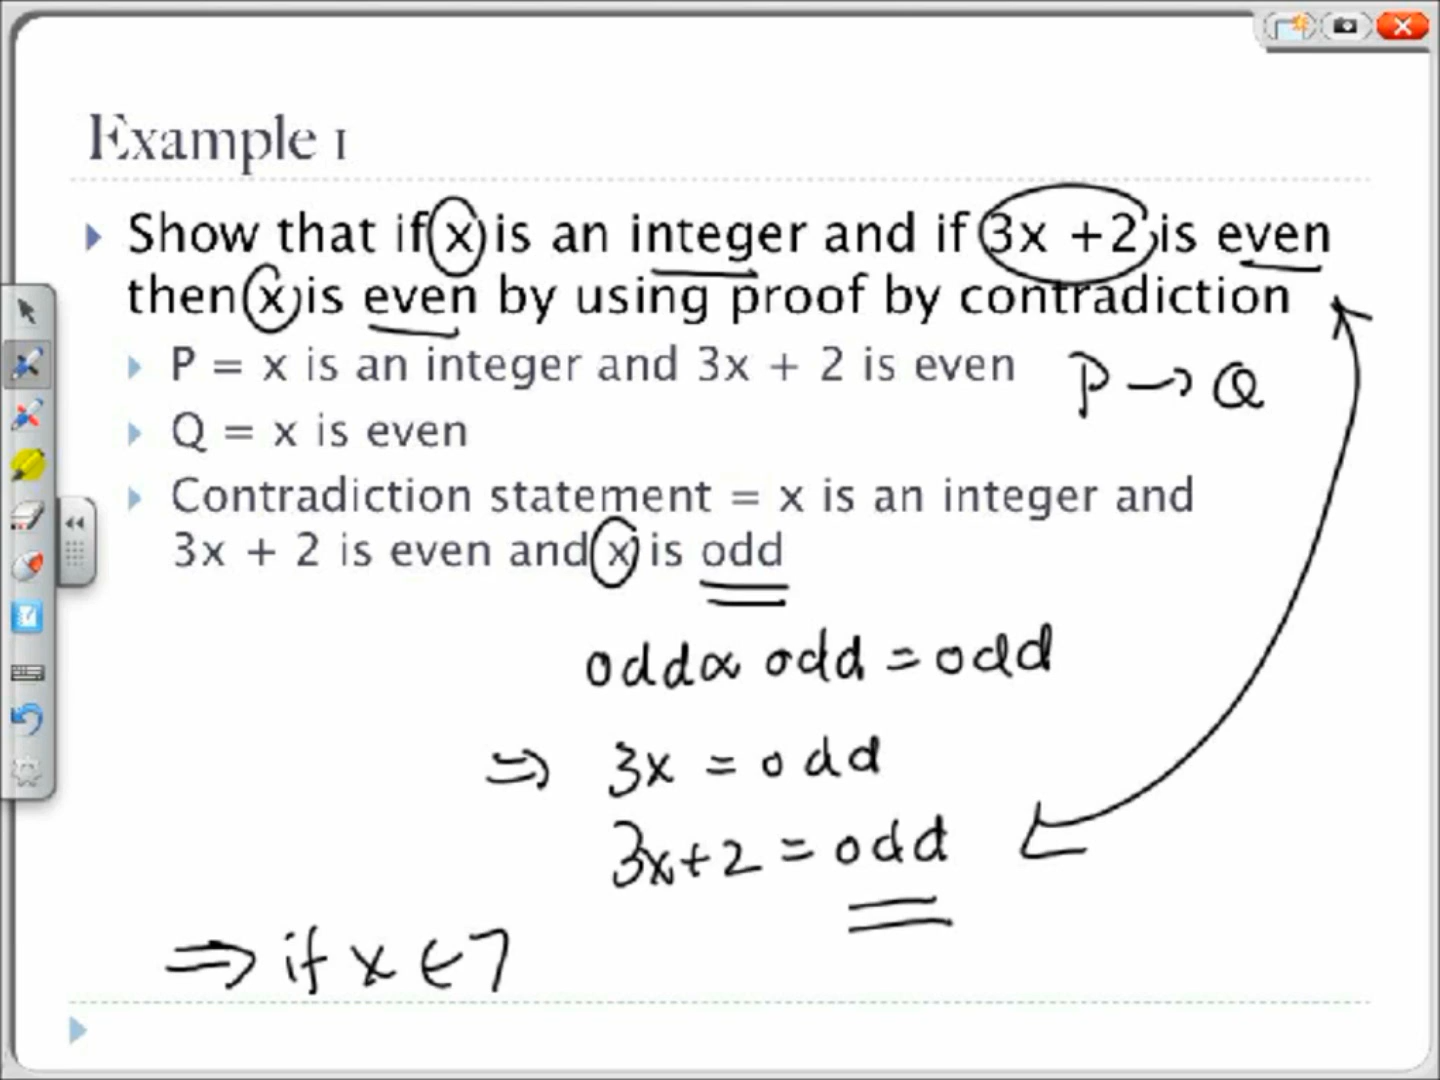 Example 1
Show that if x is an integer and if 3x +2 is even
then x is even by using proof by contradiction
P = x is an integer and 3x + 2 is even
P → Q
Q = x is even
Contradiction statement = x is an integer and
3x + 2 is even and x is odd
odd x odd = odd
⇒ 3x = odd
3x+2 = odd
⇒ if x ∈ 7